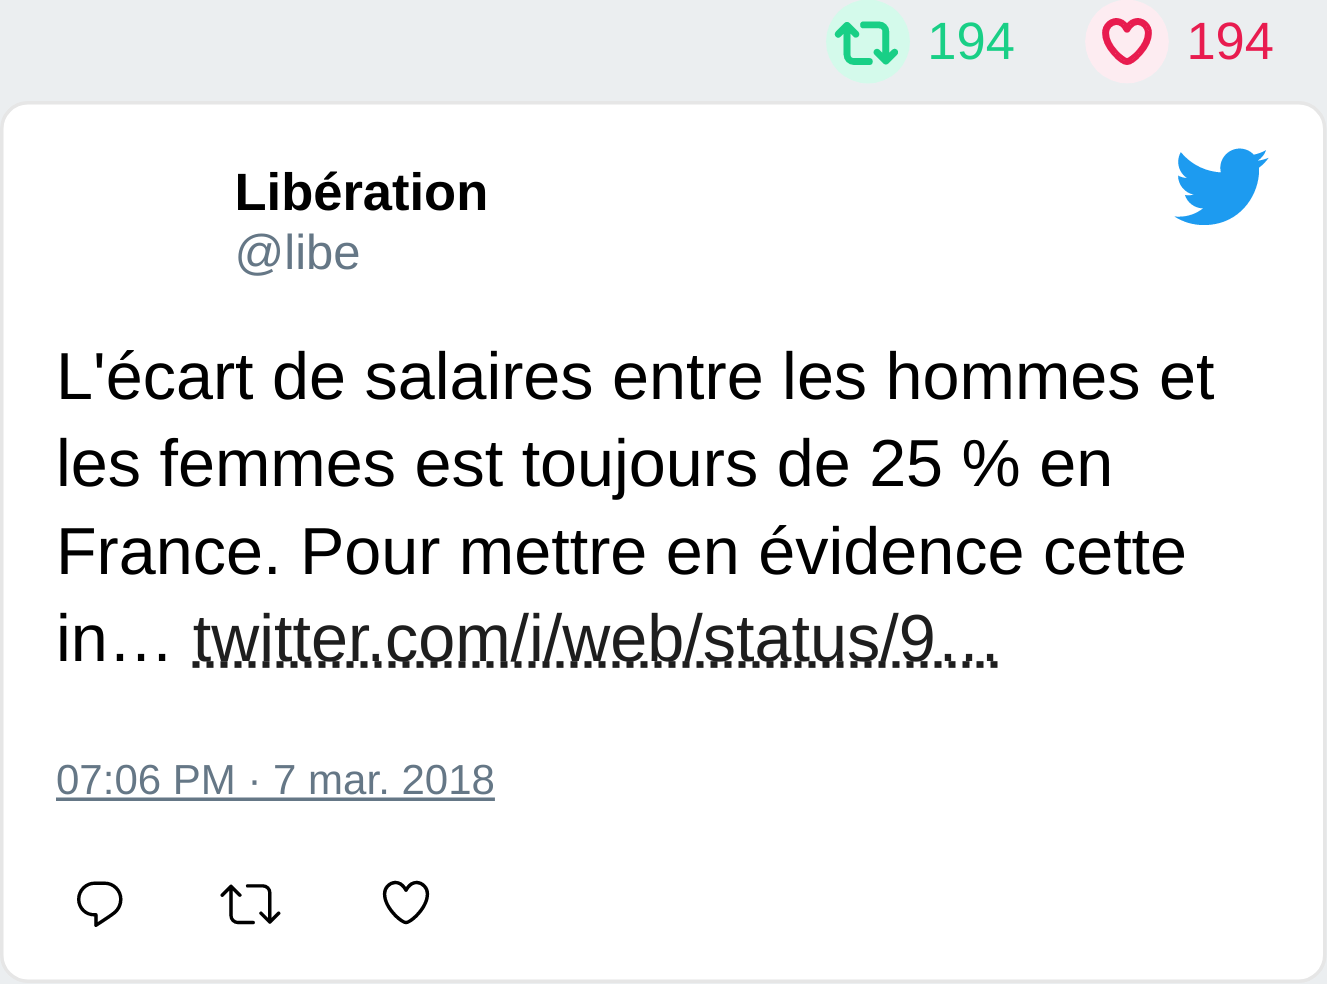 194 194
Libération
@libe
L'écart de salaires entre les hommes et
les femmes est toujours de 25 % en
France. Pour mettre en évidence cette
in… twitter.com/i/web/status/9…
07:06 PM · 7 mar. 2018